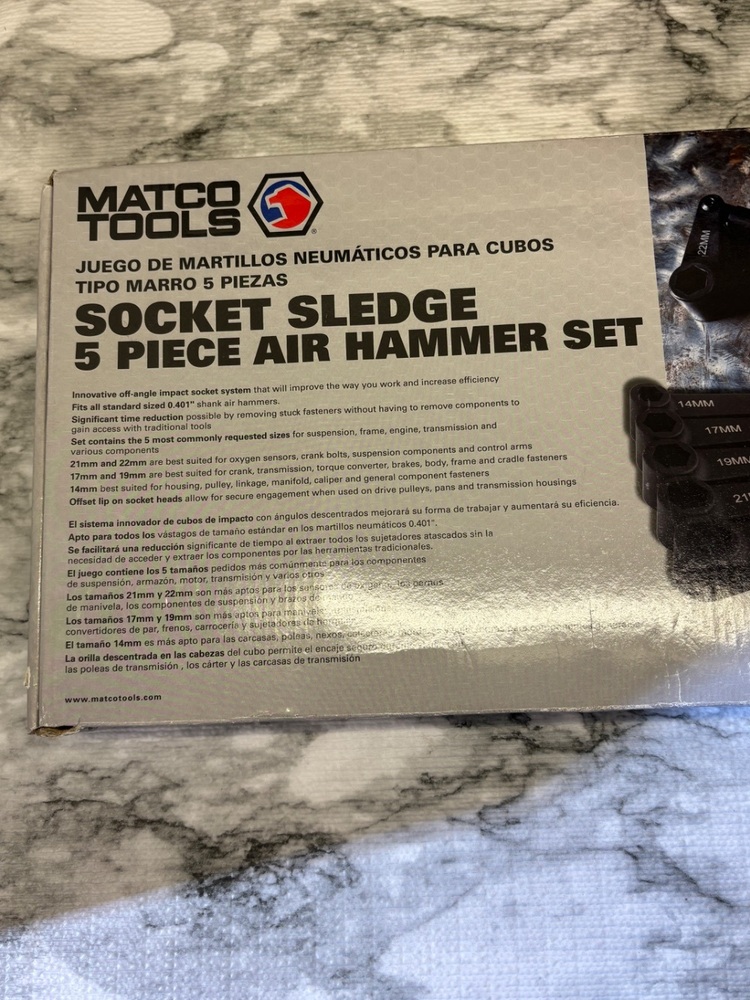 MATCO
TOOLS
®
JUEGO DE MARTILLOS NEUMÁTICOS PARA CUBOS
TIPO MARRO 5 PIEZAS
SOCKET SLEDGE
5 PIECE AIR HAMMER SET
Innovative off-angle impact socket system that will improve the way you work and increase efficiency
Fits all standard sized 0.401" shank air hammers.
Significant time reduction possible by removing stuck fasteners without having to remove components to
gain access with traditional tools
Set contains the 5 most commonly requested sizes for suspension, frame, engine, transmission and
various components
21mm and 22mm are best suited for oxygen sensors, crank bolts, suspension components and control arms
17mm and 19mm are best suited for crank, transmission, torque converter, brakes, body, frame and cradle fasteners
14mm best suited for housing, pulley, linkage, manifold, caliper and general component fasteners
Offset lip on socket heads allow for secure engagement when used on drive pulleys, pans and transmission housings
El sistema innovador de cubos de impacto con ángulos descentrados mejorará su forma de trabajar y aumentará su eficiencia.
Apto para todos los vástagos de tamaño estándar en los martillos neumáticos 0.401".
Se facilitará una reducción significante de tiempo al extraer todos los sujetadores atascados sin la
necesidad de acceder y extraer los componentes por las herramientas tradicionales.
El juego contiene los 5 tamaños pedidos más comúnmente para los componentes
de suspensión, armazón, motor, transmisión y varios otros
Los tamaños 21mm y 22mm son más aptos para los los pernos
de manivela, los componentes de suspensión y brazos de
Los tamaños 17mm y 19mm son más aptos para
convertidores de par, frenos, carrocería y sujetadores de
El tamaño 14mm es más apto para las carcasas, poleas, nexos,
La orilla descentrada en las cabezas del cubo permite el encaje seguro
las poleas de transmisión , los cárter y las carcasas de transmisión
www.matcotools.com
22MM
14MM
17MM
19MM
21